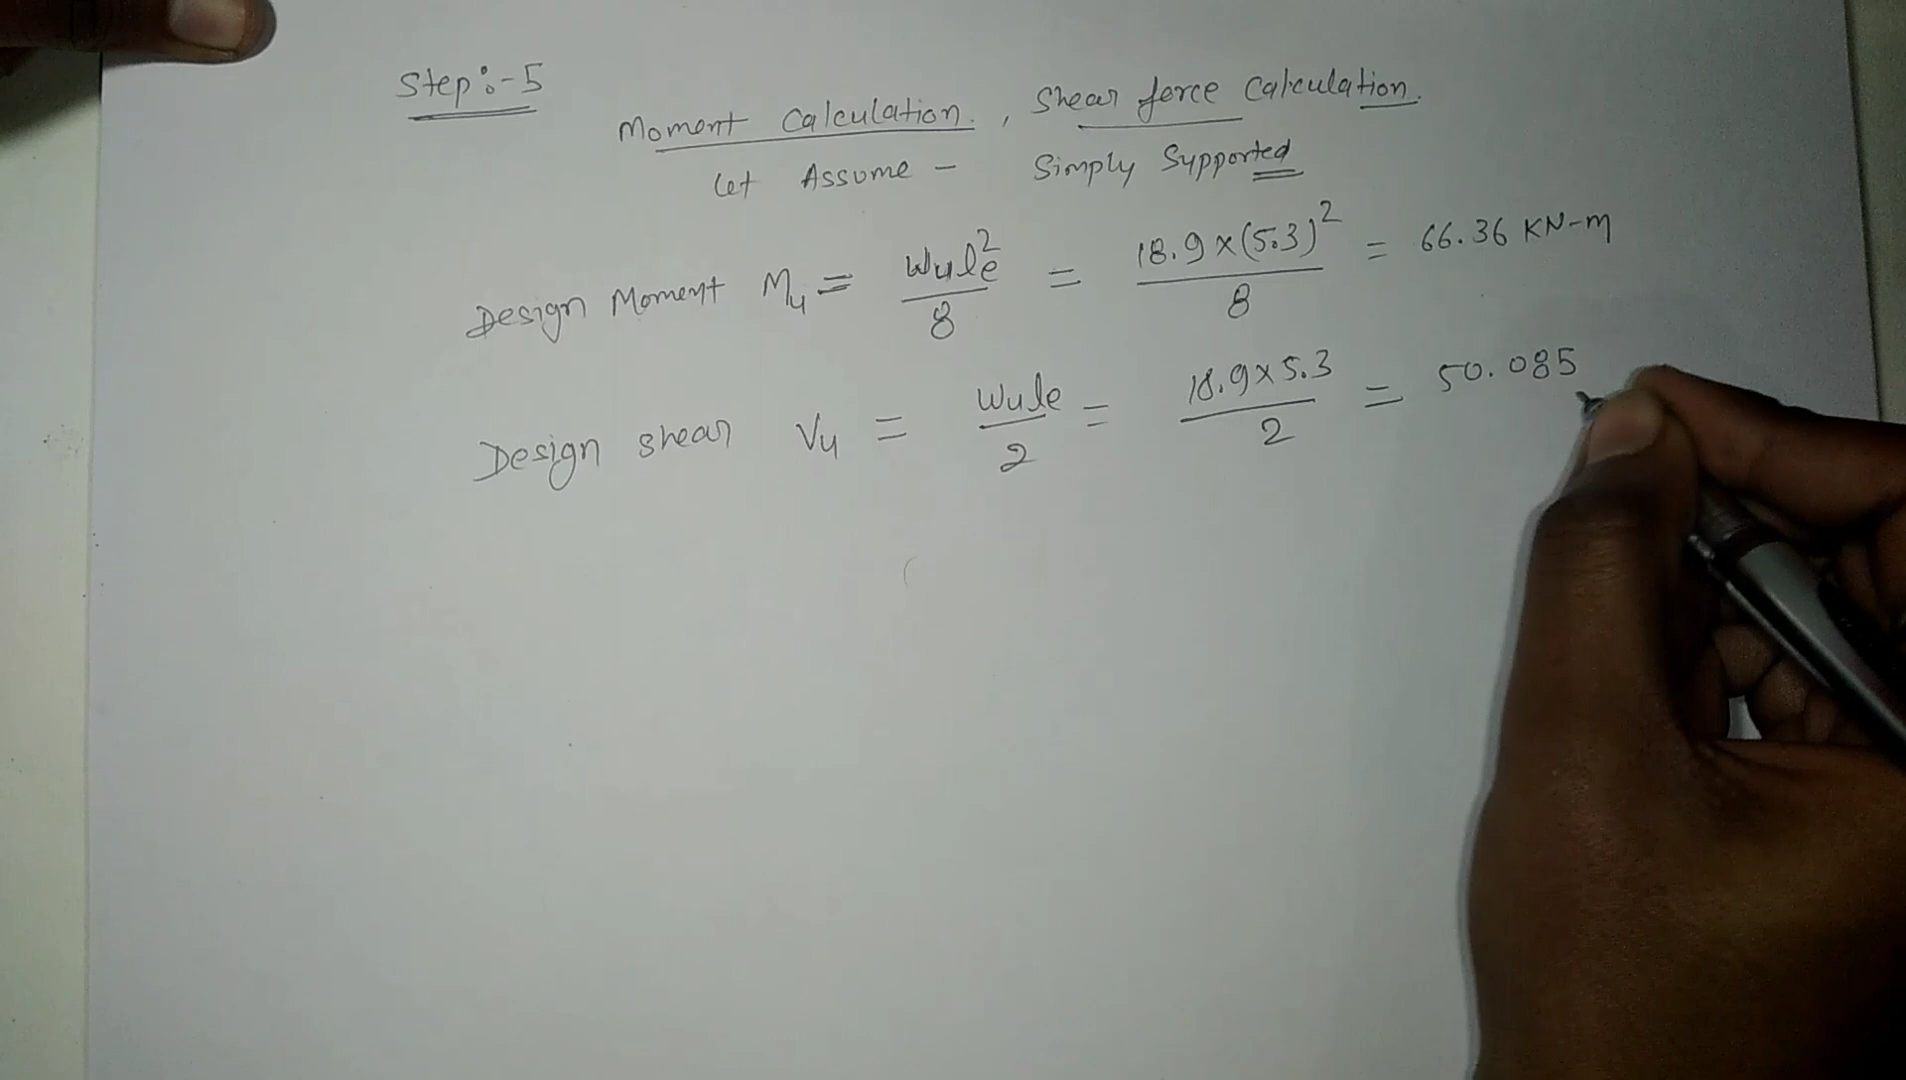 Step:-5
Moment Calculation. , Shear force Calculation.
Let Assume - Simply Supported
Design Moment Mu = Wule²/8 = 18.9 x (5.3)²/8 = 66.36 KN-m
Design shear Vu = Wule/2 = 18.9 x 5.3/2 = 50.085